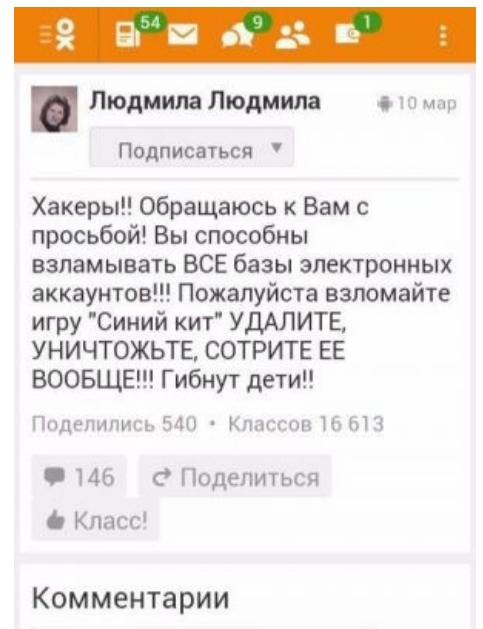 54 9 1
Людмила Людмила 10 мар
Подписаться
Хакеры!! Обращаюсь к Вам с
просьбой! Вы способны
взламывать ВСЕ базы электронных
аккаунтов!!! Пожалуйста взломайте
игру "Синий кит" УДАЛИТЕ,
УНИЧТОЖЬТЕ, СОТРИТЕ ЕЕ
ВООБЩЕ!!! Гибнут дети!!
Поделились 540 • Классов 16 613
146 Поделиться
Класс!
Комментарии